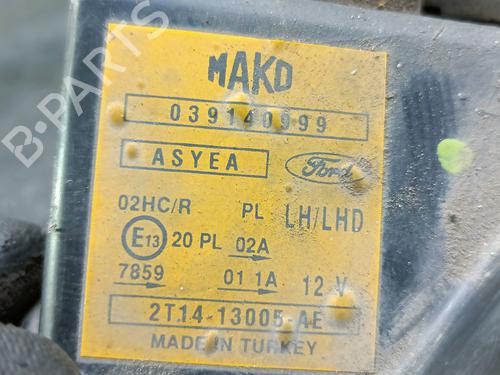 MAKO
039140999
ASYEA Ford
02HC/R PL LH/LHD
E13 20 PL 02A
7859 01 1A 12 V
2T14-13005-AE
MADE IN TURKEY
B-PARTS